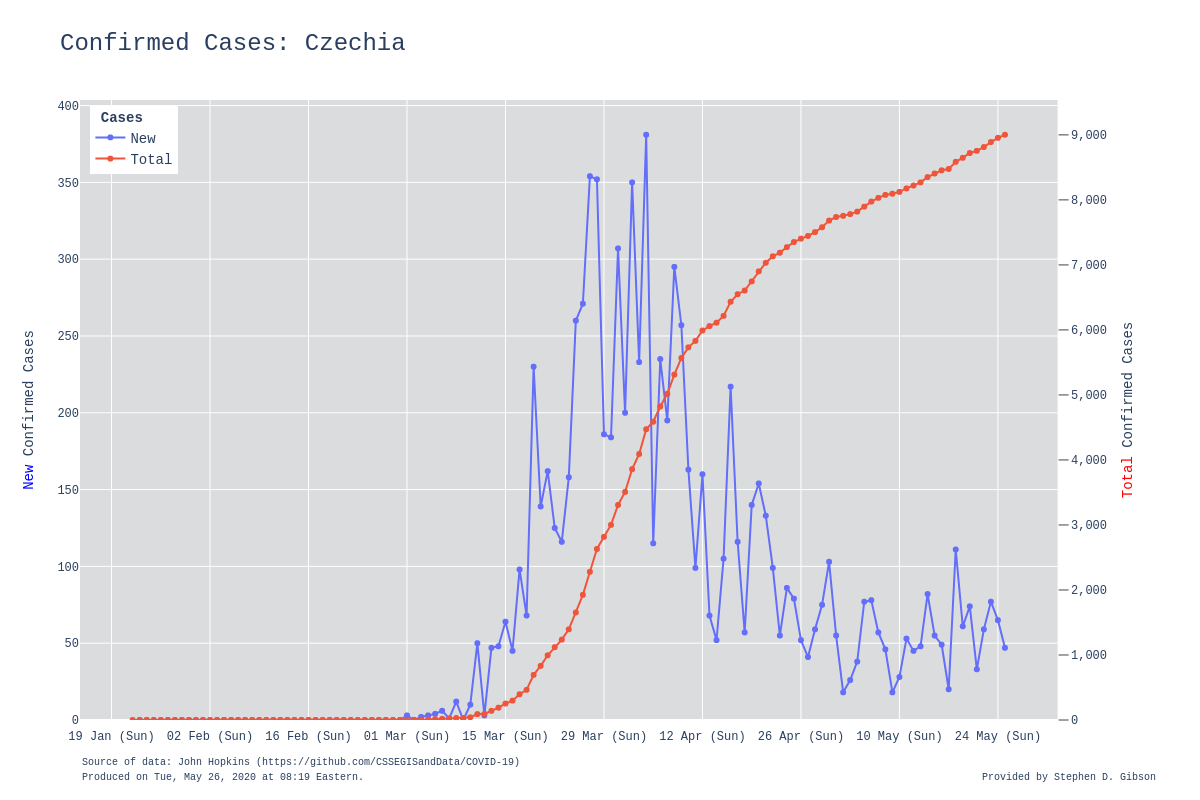 Confirmed Cases: Czechia
Cases
New
Total
400
350
300
250
200
150
100
50
0
New Confirmed Cases
9,000
8,000
7,000
6,000
5,000
4,000
3,000
2,000
1,000
0
Total Confirmed Cases
19 Jan (Sun) 02 Feb (Sun) 16 Feb (Sun) 01 Mar (Sun) 15 Mar (Sun) 29 Mar (Sun) 12 Apr (Sun) 26 Apr (Sun) 10 May (Sun) 24 May (Sun)
Source of data: John Hopkins (https://github.com/CSSEGISandData/COVID-19)
Produced on Tue, May 26, 2020 at 08:19 Eastern.
Provided by Stephen D. Gibson